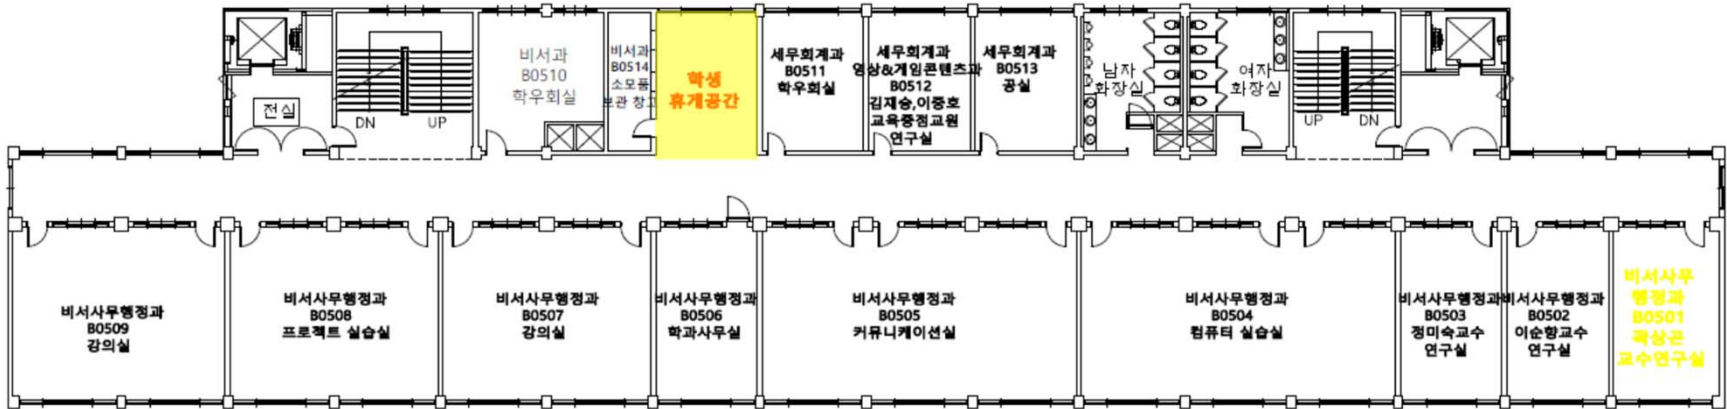 전실
DN
UP
비서과
B0510
학우회실
비서과
B0514
소모품
보관 창고
학생
휴게공간
세무회계과
B0511
학우회실
세무회계과
영상&게임콘텐츠과
B0512
김재승,이중호
교육중점교원
연구실
세무회계과
B0513
공실
남자
화장실
여자
화장실
UP
DN
비서사무행정과
B0509
강의실
비서사무행정과
B0508
프로젝트 실습실
비서사무행정과
B0507
강의실
비서사무행정과
B0506
학과사무실
비서사무행정과
B0505
커뮤니케이션실
비서사무행정과
B0504
컴퓨터 실습실
비서사무행정과
B0503
정미숙교수
연구실
비서사무행정과
B0502
이순향교수
연구실
비서사무
행정과
B0501
곽상곤
교수연구실